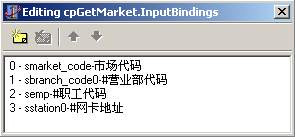 Editing cpGetMarket.InputBindings
0 - smarket_code-市场代码
1 - sbranch_code0-#营业部代码
2 - semp-#职工代码
3 - sstation0-#网卡地址